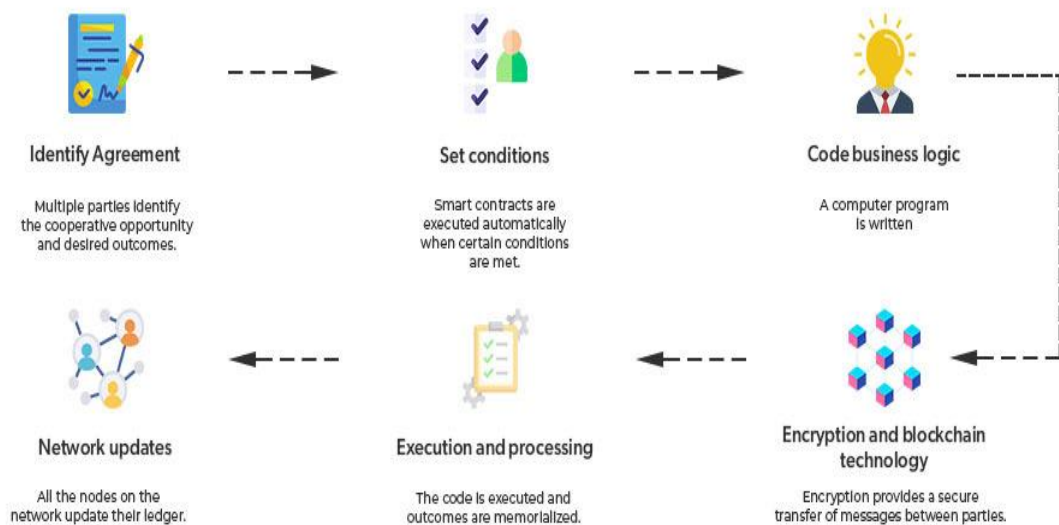 Identify Agreement
Multiple parties identify
the cooperative opportunity
and desired outcomes.
Set conditions
Smart contracts are
executed automatically
when certain conditions
are met.
Code business logic
A computer program
is written
Encryption and blockchain
technology
Encryption provides a secure
transfer of messages between parties.
Execution and processing
The code is executed and
outcomes are memorialized.
Network updates
All the nodes on the
network update their ledger.